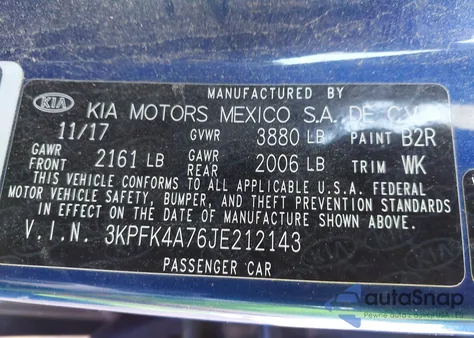 MANUFACTURED BY
KIA KIA MOTORS MEXICO S.A. DE C.V.
11/17 GVWR 3880 LB PAINT B2R
GAWR FRONT 2161 LB GAWR REAR 2006 LB TRIM WK
THIS VEHICLE CONFORMS TO ALL APPLICABLE U.S.A. FEDERAL
MOTOR VEHICLE SAFETY, BUMPER, AND THEFT PREVENTION STANDARDS
IN EFFECT ON THE DATE OF MANUFACTURE SHOWN ABOVE.
V.I.N. 3KPFK4A76JE212143
PASSENGER CAR
autoSnap